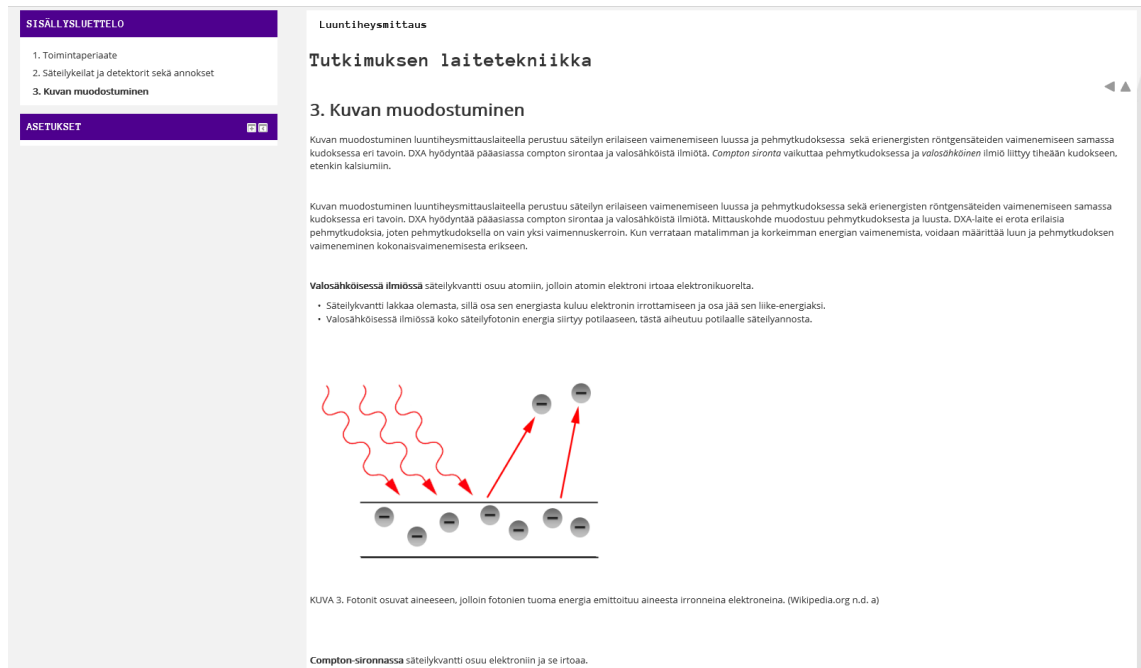 SISÄLLYSLUETTELO
1. Toimintaperiaate
2. Säteilykeilat ja detektorit sekä annokset
3. Kuvan muodostuminen
ASETUKSET
Luuntiheysmittaus
Tutkimuksen laitetekniikka
3. Kuvan muodostuminen
Kuvan muodostuminen luuntiheysmittauslaiteella perustuu säteilyn erilaiseen vaimenemiseen luussa ja pehmytkudoksessa sekä erienergisten röntgensäteiden vaimenemiseen samassa
kudoksessa eri tavoin. DXA hyödyntää pääasiassa compton sirontaa ja valosähköistä ilmiötä. Compton sironta vaikuttaa pehmytkudoksessa ja valosähköinen ilmiö liittyy tiheään kudokseen,
etenkin kalsiumiin.
Kuvan muodostuminen luuntiheysmittauslaiteella perustuu säteilyn erilaiseen vaimenemiseen luussa ja pehmytkudoksessa sekä erienergisten röntgensäteiden vaimenemiseen samassa
kudoksessa eri tavoin. DXA hyödyntää pääasiassa compton sirontaa ja valosähköistä ilmiötä. Mittauskohde muodostuu pehmytkudoksesta ja luusta. DXA-laite ei erota erilaisia
pehmytkudoksia, joten pehmytkudoksella on vain yksi vaimennuskerroin. Kun verrataan matalimman ja korkeimman energian vaimenemista, voidaan määrittää luun ja pehmytkudoksen
vaimeneminen kokonaisvaimenemisesta erikseen.
Valosähköisessä ilmiössä säteilykvantti osuu atomiin, jolloin atomin elektroni irtoaa elektronikuorelta.
• Säteilykvantti lakkaa olemasta, sillä osa sen energiasta kuluu elektronin irrottamiseen ja osa jää sen liike-energiaksi.
• Valosähköisessä ilmiössä koko säteilyfotonin energia siirtyy potilaaseen, tästä aiheutuu potilaalle säteilyannosta.
KUVA 3. Fotonit osuvat aineeseen, jolloin fotonien tuoma energia emittoituu aineesta irronneina elektroneina. (Wikipedia.org n.d. a)
Compton-sironnassa säteilykvantti osuu elektroniin ja se irtoaa.